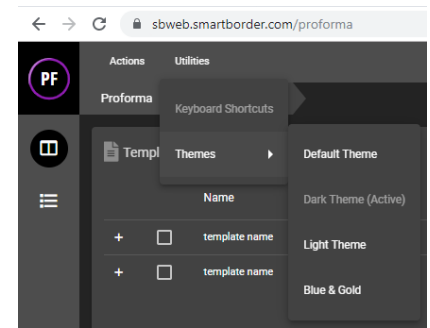 sbweb.smartborder.com/proforma
PF
Actions Utilities
Proforma
Keyboard Shortcuts
Templ
Themes
Default Theme
Name
Dark Theme (Active)
+ template name
Light Theme
+ template name
Blue & Gold